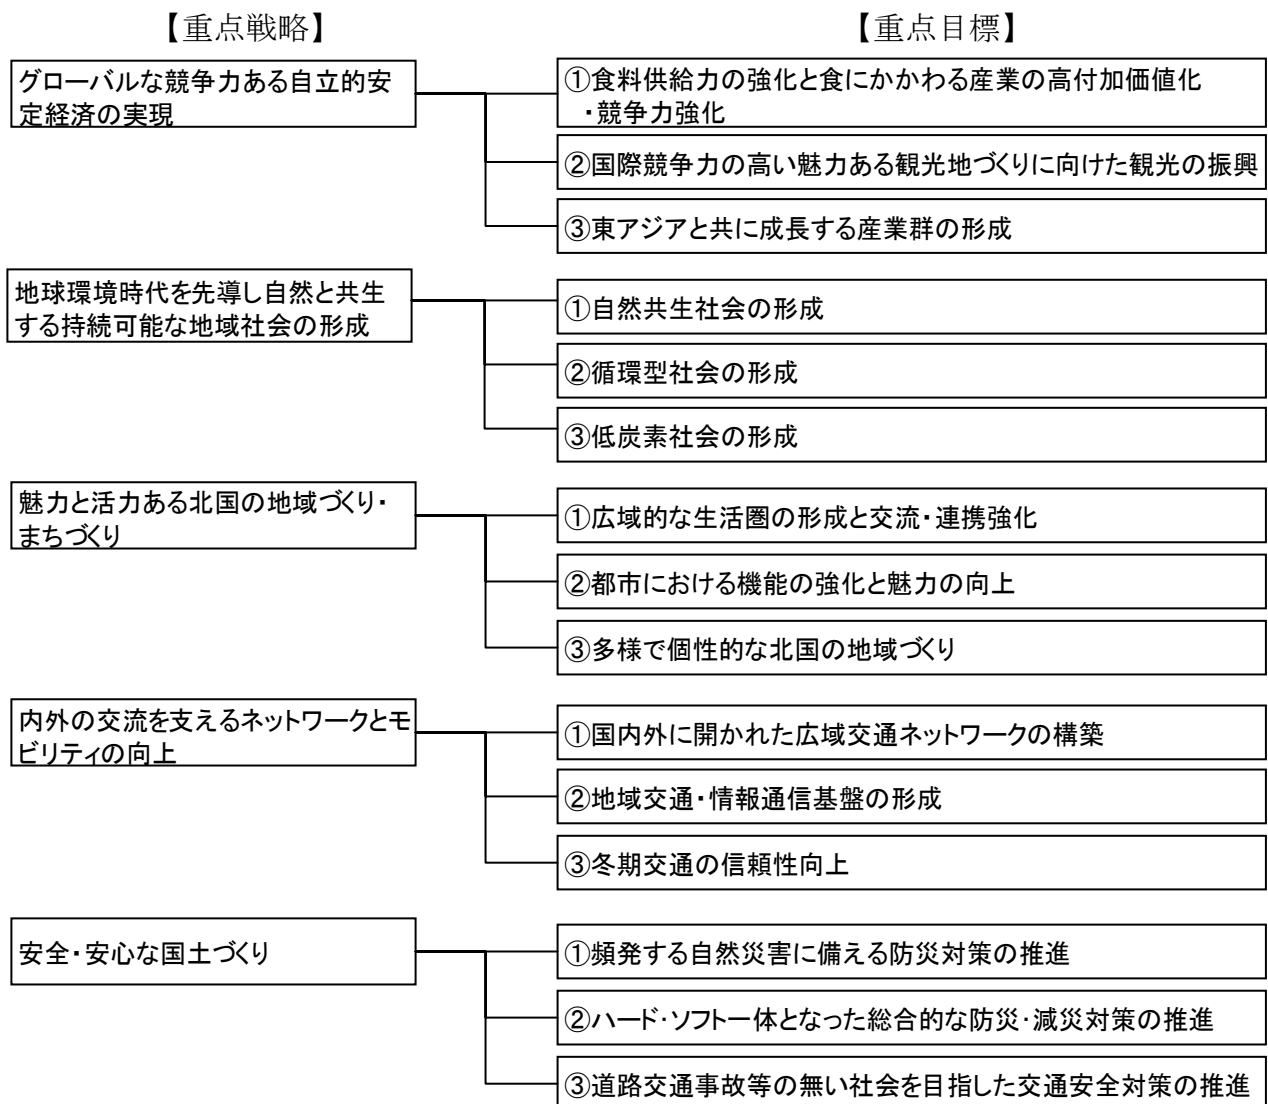 【重点戦略】
【重点目標】
グローバルな競争力ある自立的安
定経済の実現
①食料供給力の強化と食にかかわる産業の高付加価値化
・競争力強化
②国際競争力の高い魅力ある観光地づくりに向けた観光の振興
③東アジアと共に成長する産業群の形成
地球環境時代を先導し自然と共生
する持続可能な地域社会の形成
①自然共生社会の形成
②循環型社会の形成
③低炭素社会の形成
魅力と活力ある北国の地域づくり・
まちづくり
①広域的な生活圏の形成と交流・連携強化
②都市における機能の強化と魅力の向上
③多様で個性的な北国の地域づくり
内外の交流を支えるネットワークとモ
ビリティの向上
①国内外に開かれた広域交通ネットワークの構築
②地域交通・情報通信基盤の形成
③冬期交通の信頼性向上
安全・安心な国土づくり
①頻発する自然災害に備える防災対策の推進
②ハード・ソフト一体となった総合的な防災・減災対策の推進
③道路交通事故等の無い社会を目指した交通安全対策の推進